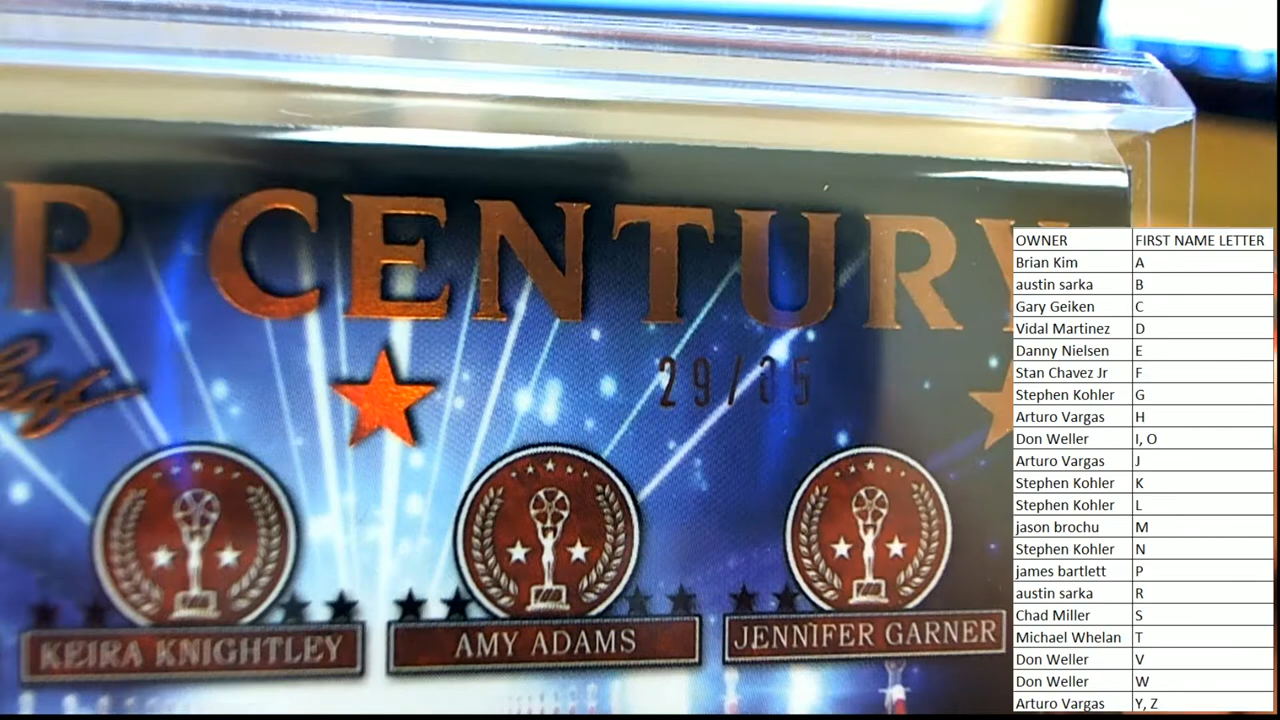 P CENTURY
Leaf
29/35
KEIRA KNIGHTLEY
AMY ADAMS
JENNIFER GARNER
OWNER FIRST NAME LETTER
Brian Kim A
austin sarka B
Gary Geiken C
Vidal Martinez D
Danny Nielsen E
Stan Chavez Jr F
Stephen Kohler G
Arturo Vargas H
Don Weller I, O
Arturo Vargas J
Stephen Kohler K
Stephen Kohler L
jason brochu M
Stephen Kohler N
james bartlett P
austin sarka R
Chad Miller S
Michael Whelan T
Don Weller V
Don Weller W
Arturo Vargas Y, Z